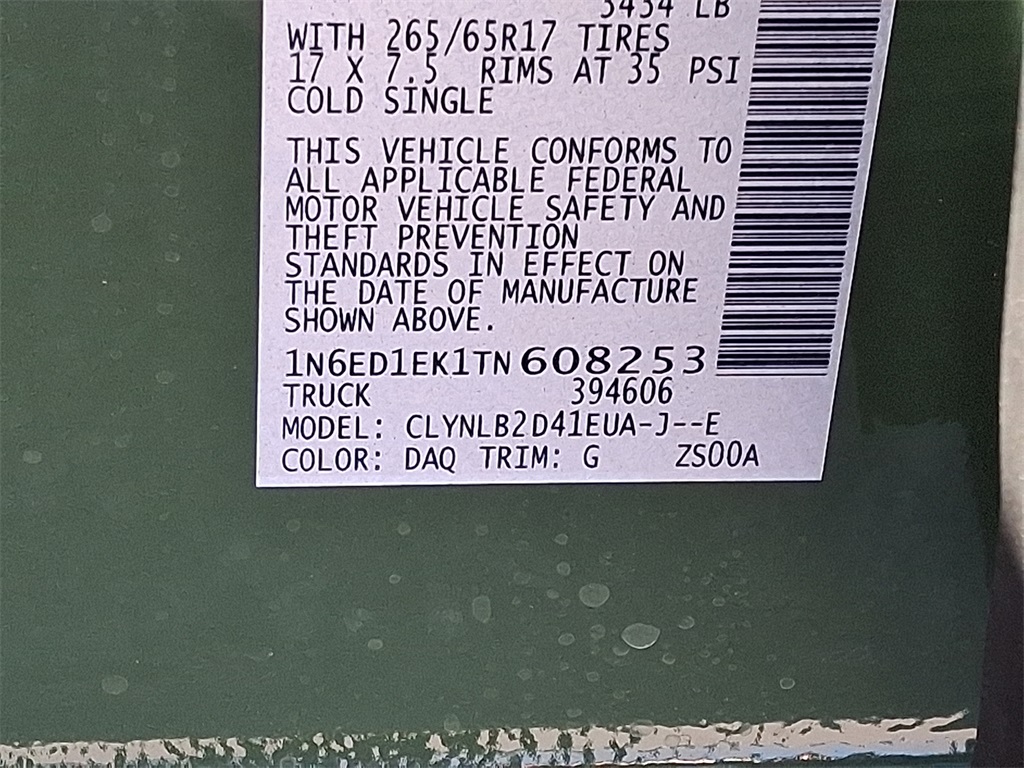 3434 LB
WITH 265/65R17 TIRES
17 X 7.5 RIMS AT 35 PSI
COLD SINGLE
THIS VEHICLE CONFORMS TO
ALL APPLICABLE FEDERAL
MOTOR VEHICLE SAFETY AND
THEFT PREVENTION
STANDARDS IN EFFECT ON
THE DATE OF MANUFACTURE
SHOWN ABOVE.
1N6ED1EK1TN608253
TRUCK 394606
MODEL: CLYNLB2D41EUA-J--E
COLOR: DAQ TRIM: G ZS00A